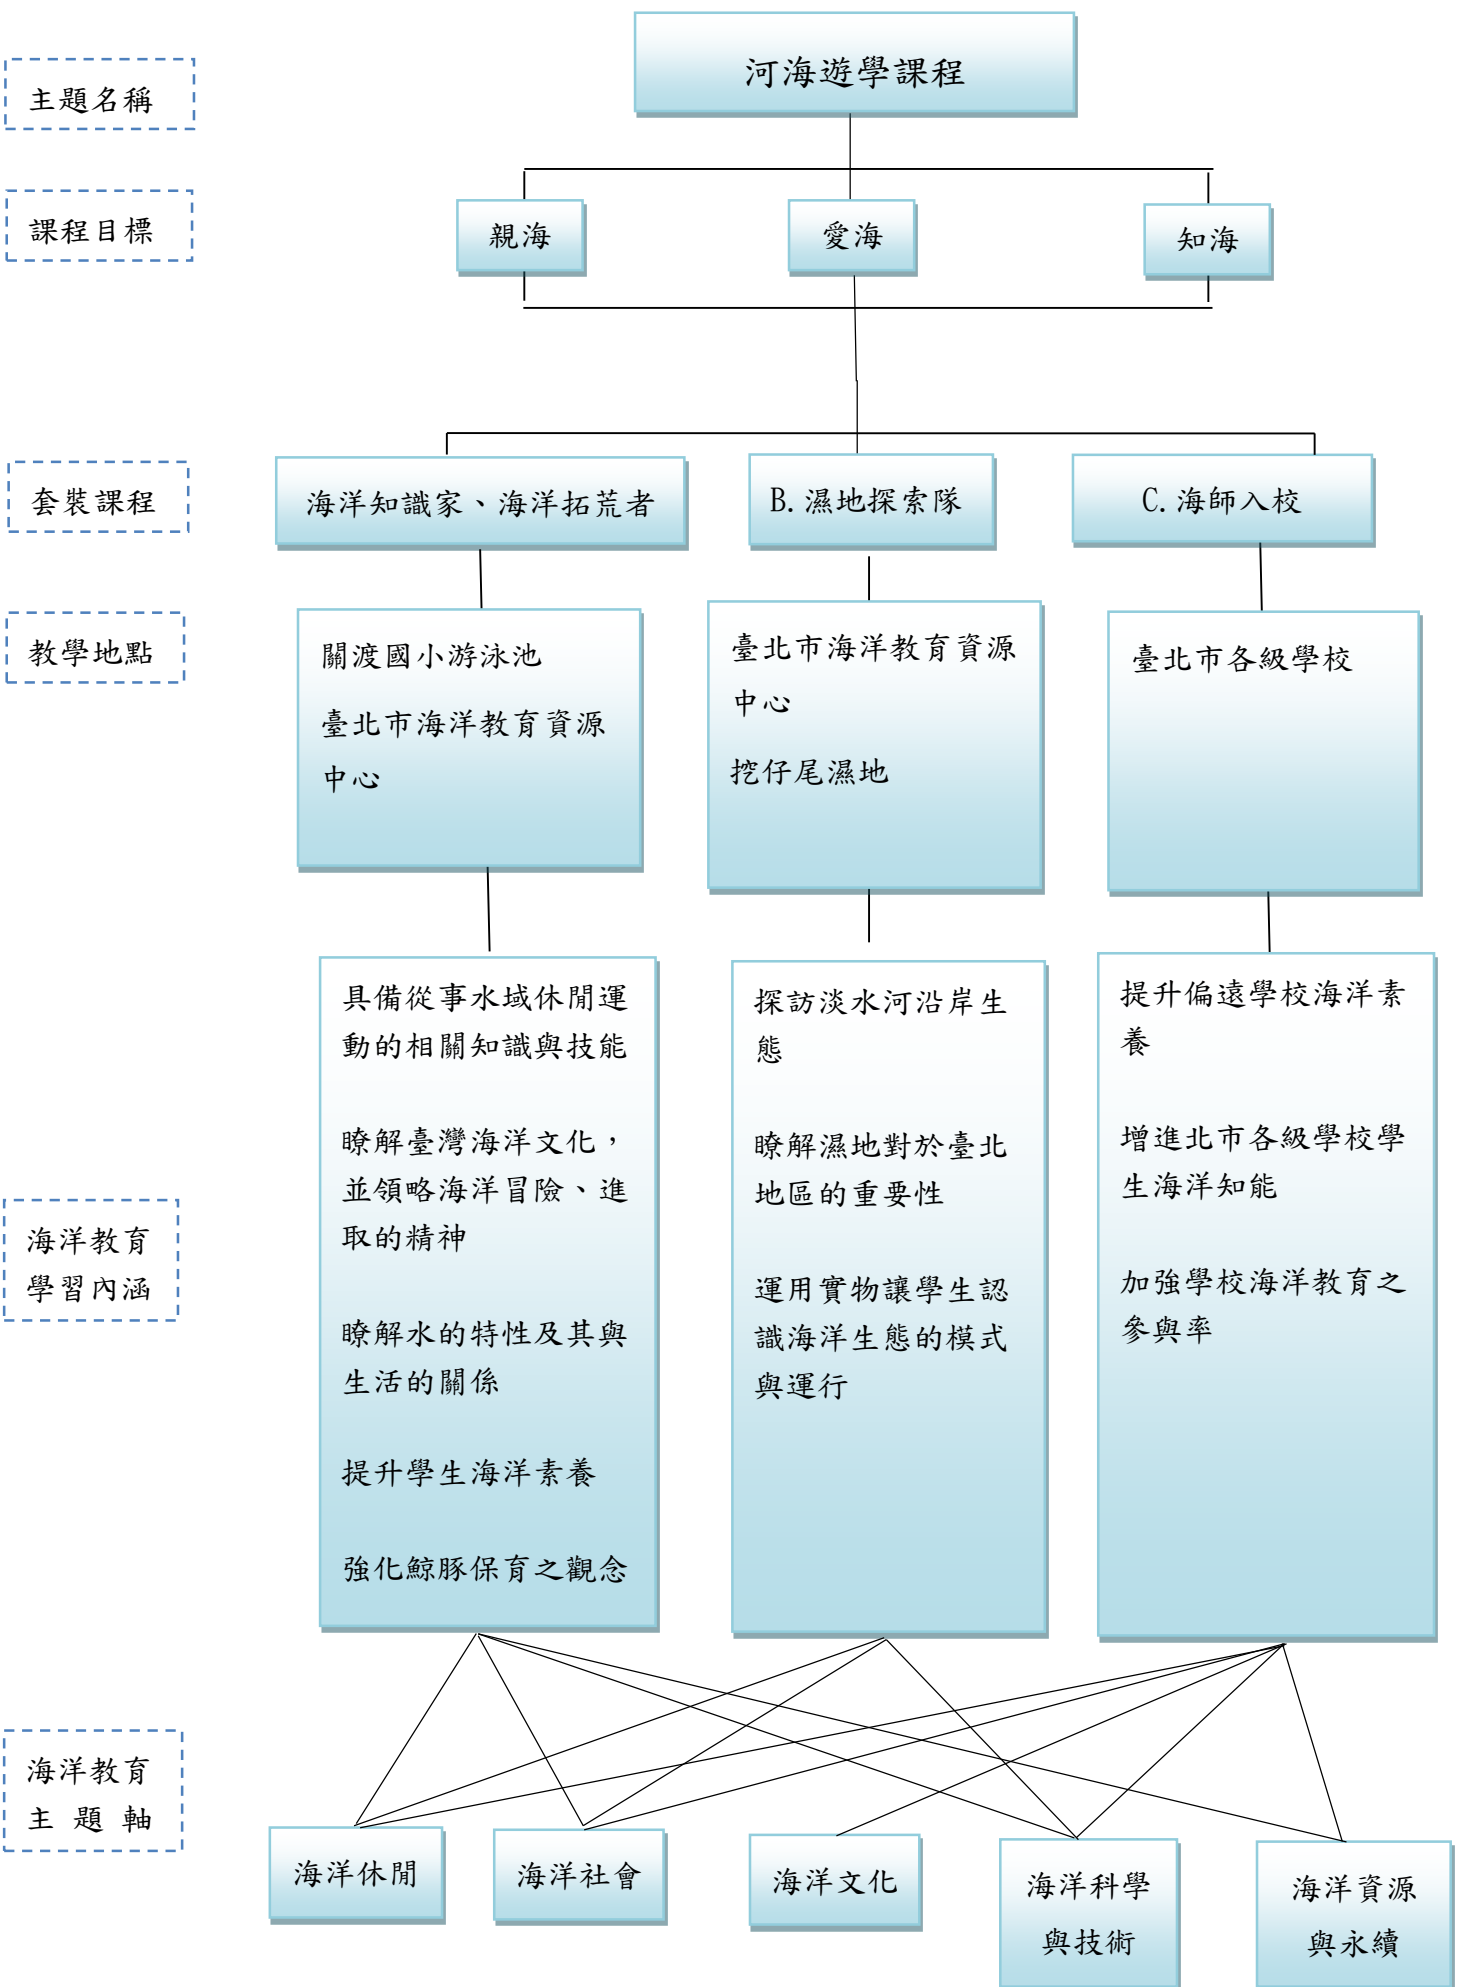 主題名稱
河海遊學課程
課程目標
親海
愛海
知海
套裝課程
海洋知識家、海洋拓荒者
B.濕地探索隊
C.海師入校
教學地點
關渡國小游泳池
臺北市海洋教育資源
中心
臺北市海洋教育資源
中心
挖仔尾濕地
臺北市各級學校
海洋教育
學習內涵
具備從事水域休閒運
動的相關知識與技能
瞭解臺灣海洋文化，
並領略海洋冒險、進
取的精神
瞭解水的特性及其與
生活的關係
提升學生海洋素養
強化鯨豚保育之觀念
探訪淡水河沿岸生
態
瞭解濕地對於臺北
地區的重要性
運用實物讓學生認
識海洋生態的模式
與運行
提升偏遠學校海洋素
養
增進北市各級學校學
生海洋知能
加強學校海洋教育之
參與率
海洋教育
主 題 軸
海洋休閒
海洋社會
海洋文化
海洋科學
與技術
海洋資源
與永續